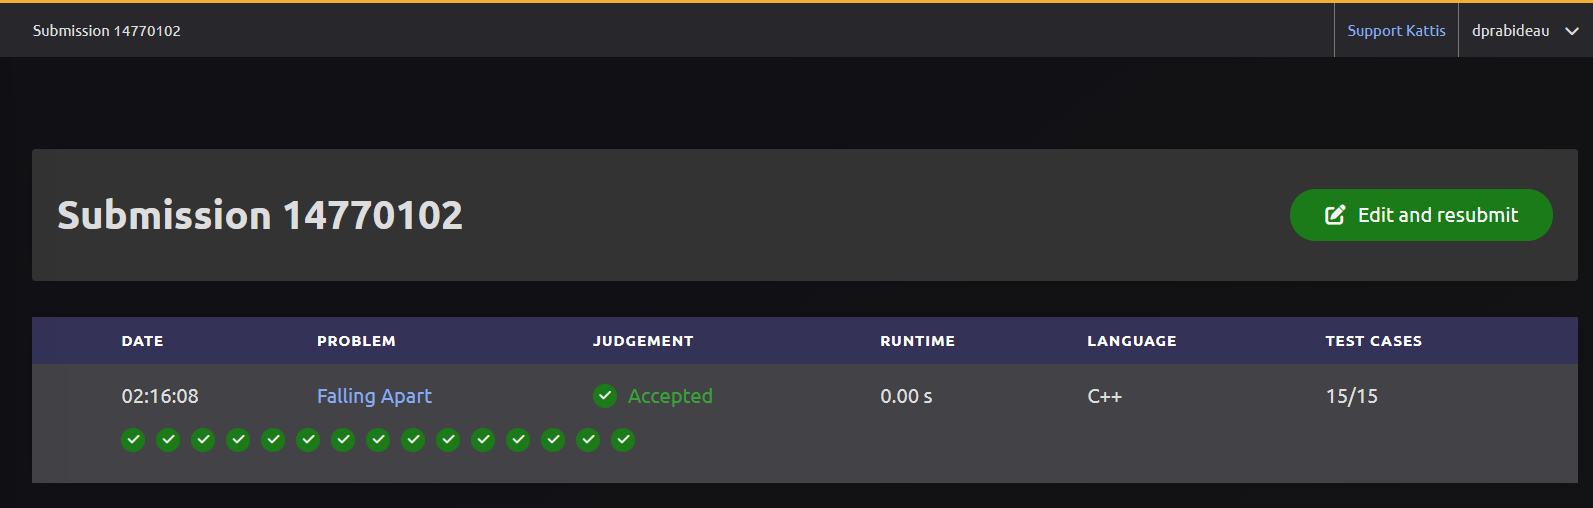 Submission 14770102 Support Kattis dprabideau
Submission 14770102 Edit and resubmit
DATE PROBLEM JUDGEMENT RUNTIME LANGUAGE TEST CASES
02:16:08 Falling Apart Accepted 0.00 s C++ 15/15